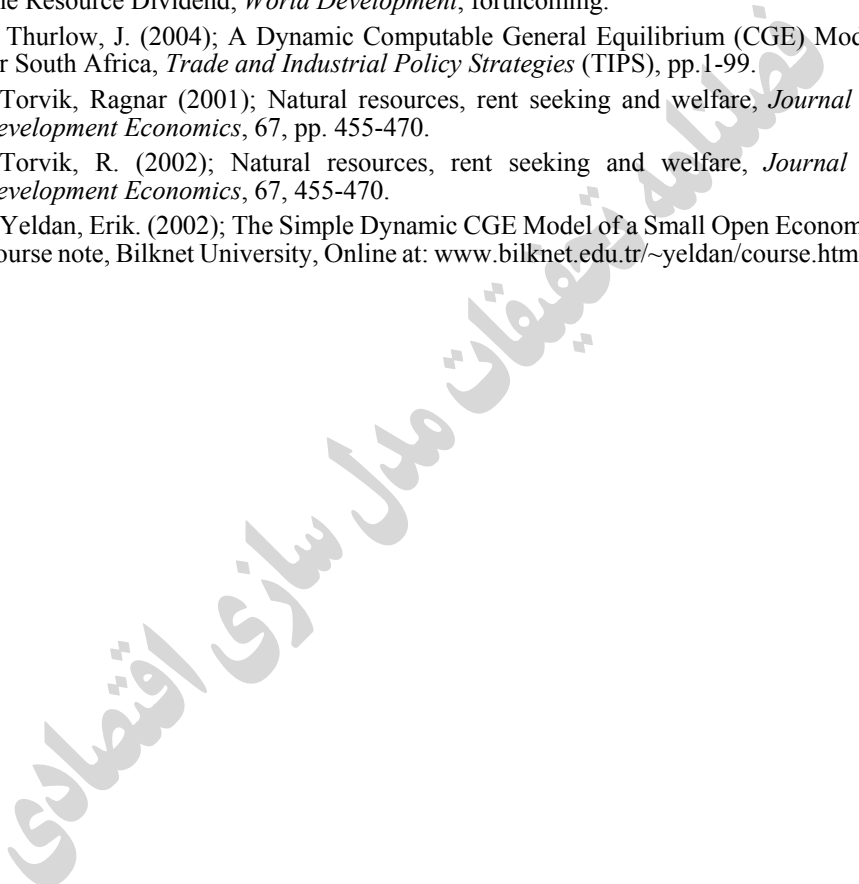 he Resource Dividend, World Development, forthcoming.
Thurlow, J. (2004); A Dynamic Computable General Equilibrium (CGE) Mod
r South Africa, Trade and Industrial Policy Strategies (TIPS), pp.1-99.
Torvik, Ragnar (2001); Natural resources, rent seeking and welfare, Journal
evelopment Economics, 67, pp. 455-470.
Torvik, R. (2002); Natural resources, rent seeking and welfare, Journal
evelopment Economics, 67, 455-470.
Yeldan, Erik. (2002); The Simple Dynamic CGE Model of a Small Open Econom
ourse note, Bilknet University, Online at: www.bilknet.edu.tr/~yeldan/course.htm
فصلنامه تحقیقات مدل سازی اقتصادی